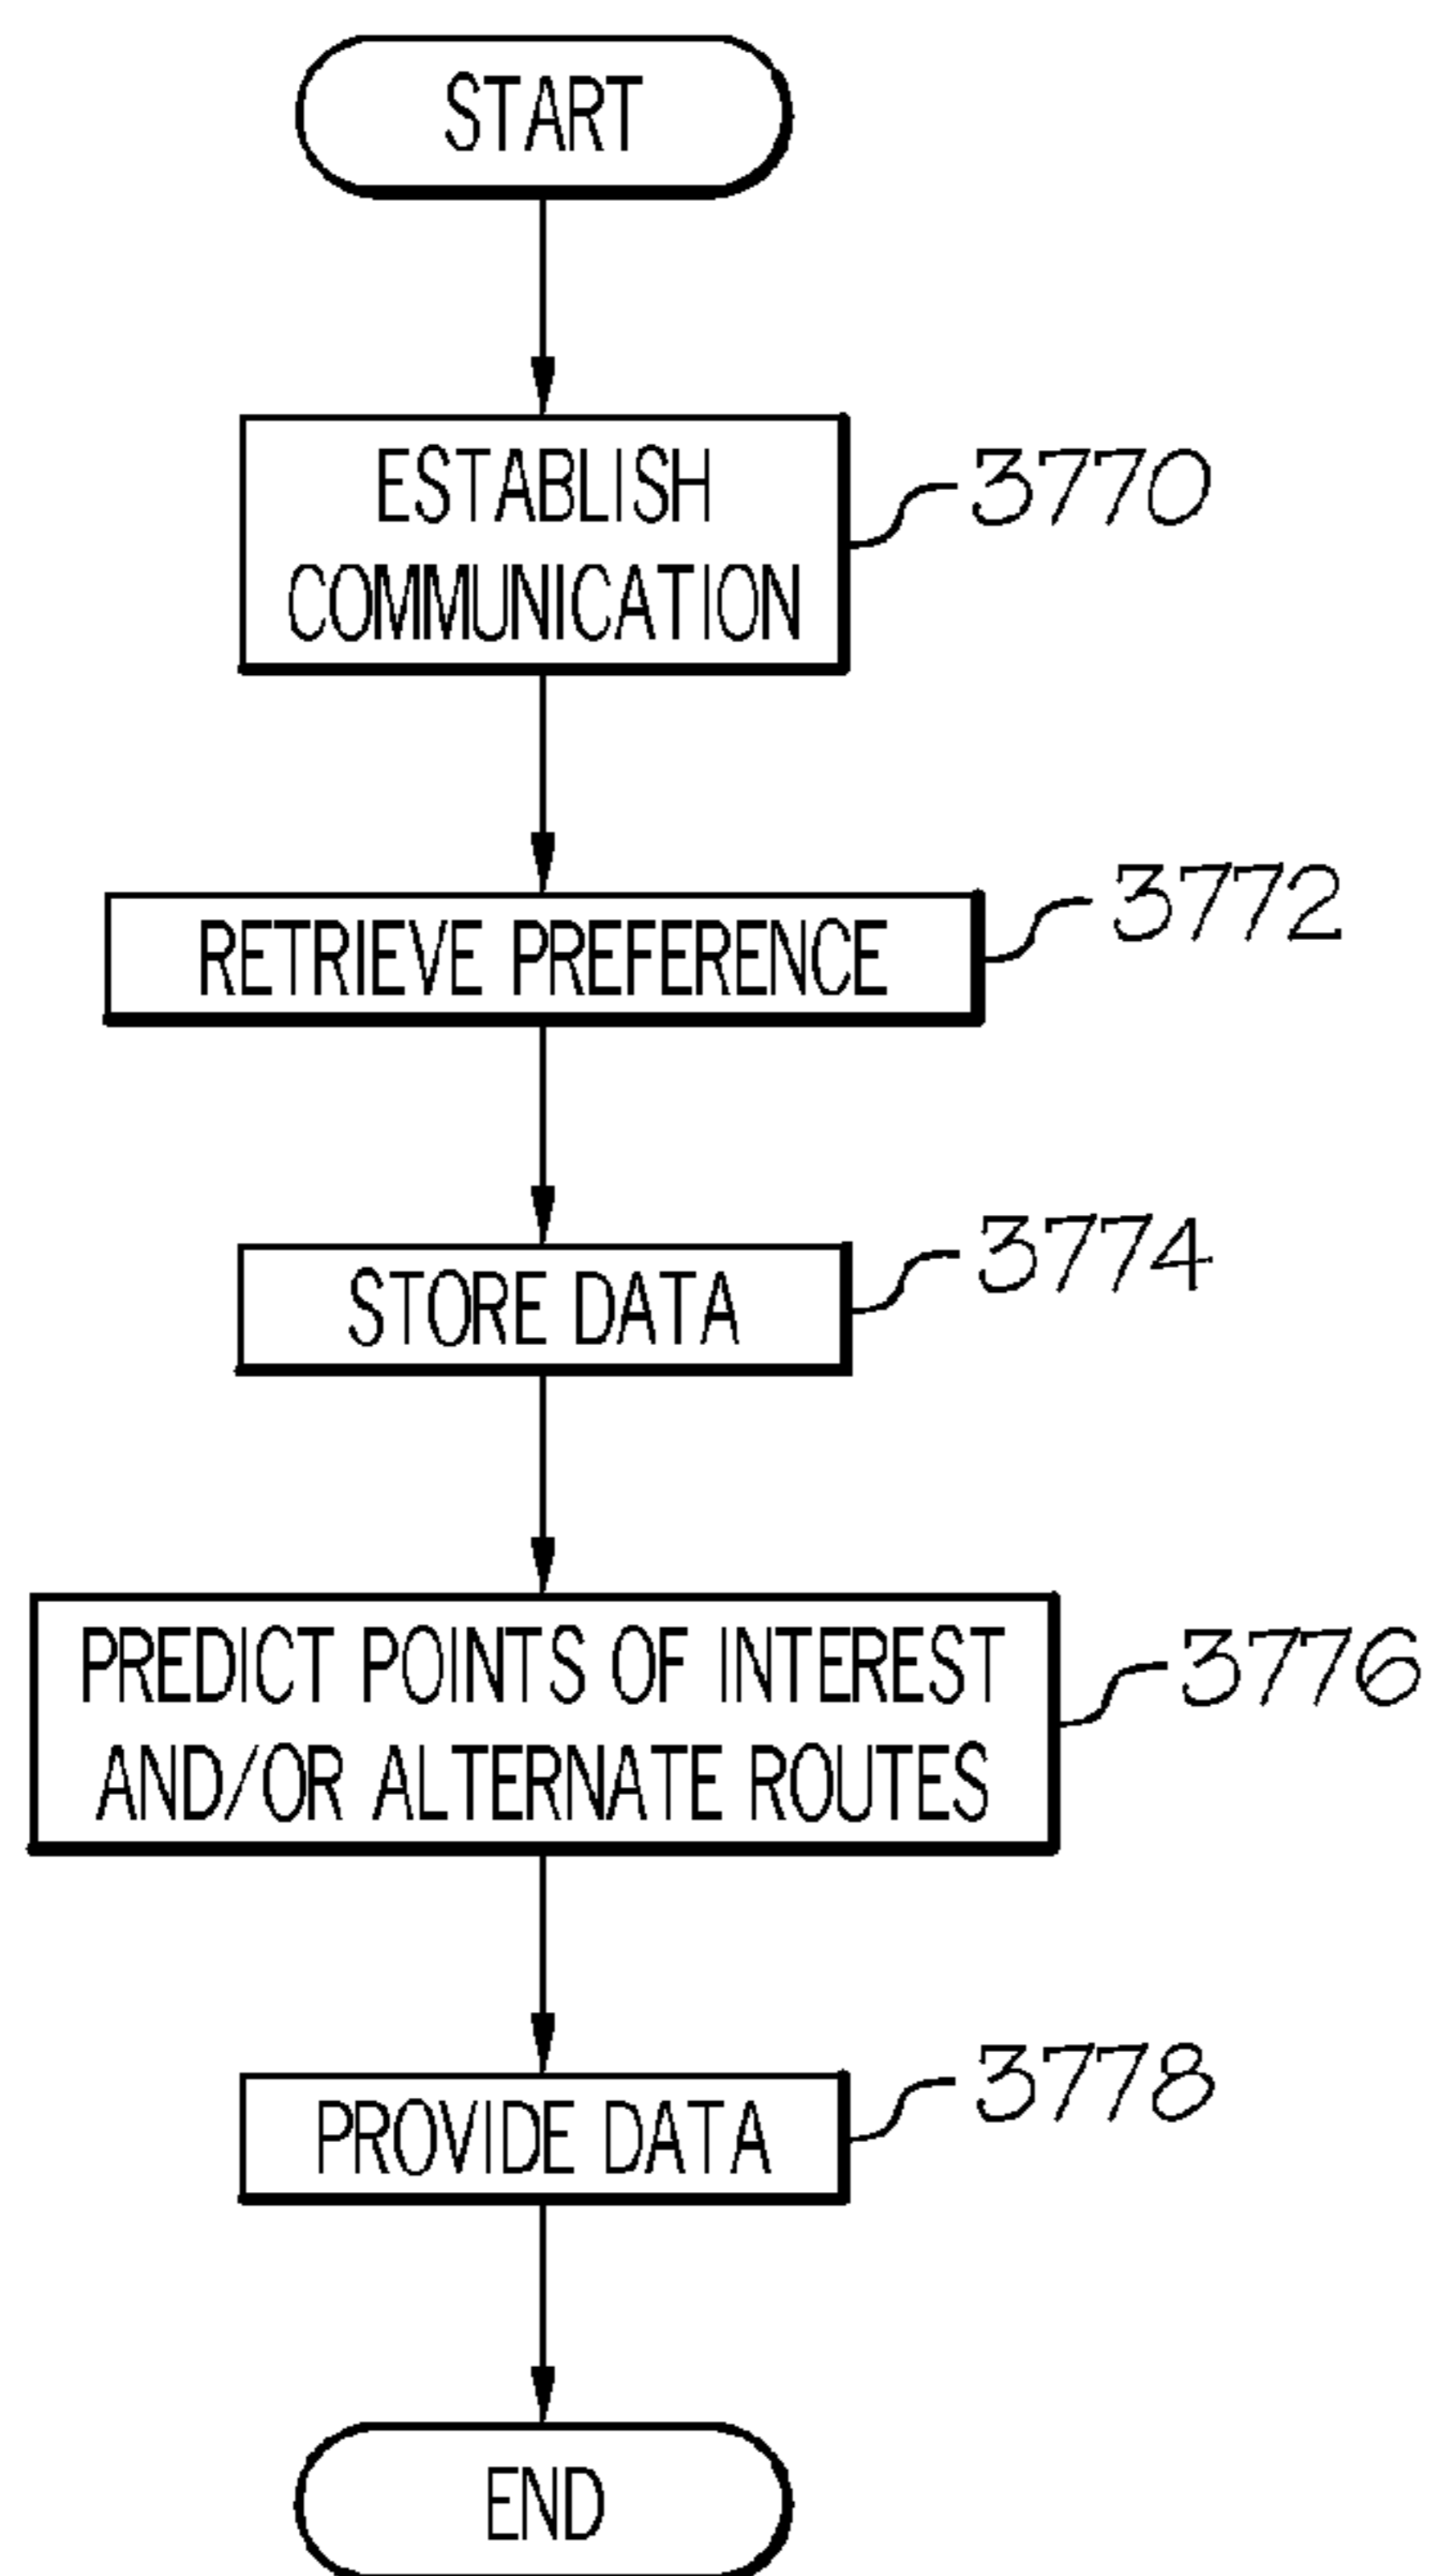 START
ESTABLISH
COMMUNICATION
3770
RETRIEVE PREFERENCE
3772
STORE DATA
3774
PREDICT POINTS OF INTEREST
AND/OR ALTERNATE ROUTES
3776
PROVIDE DATA
3778
END